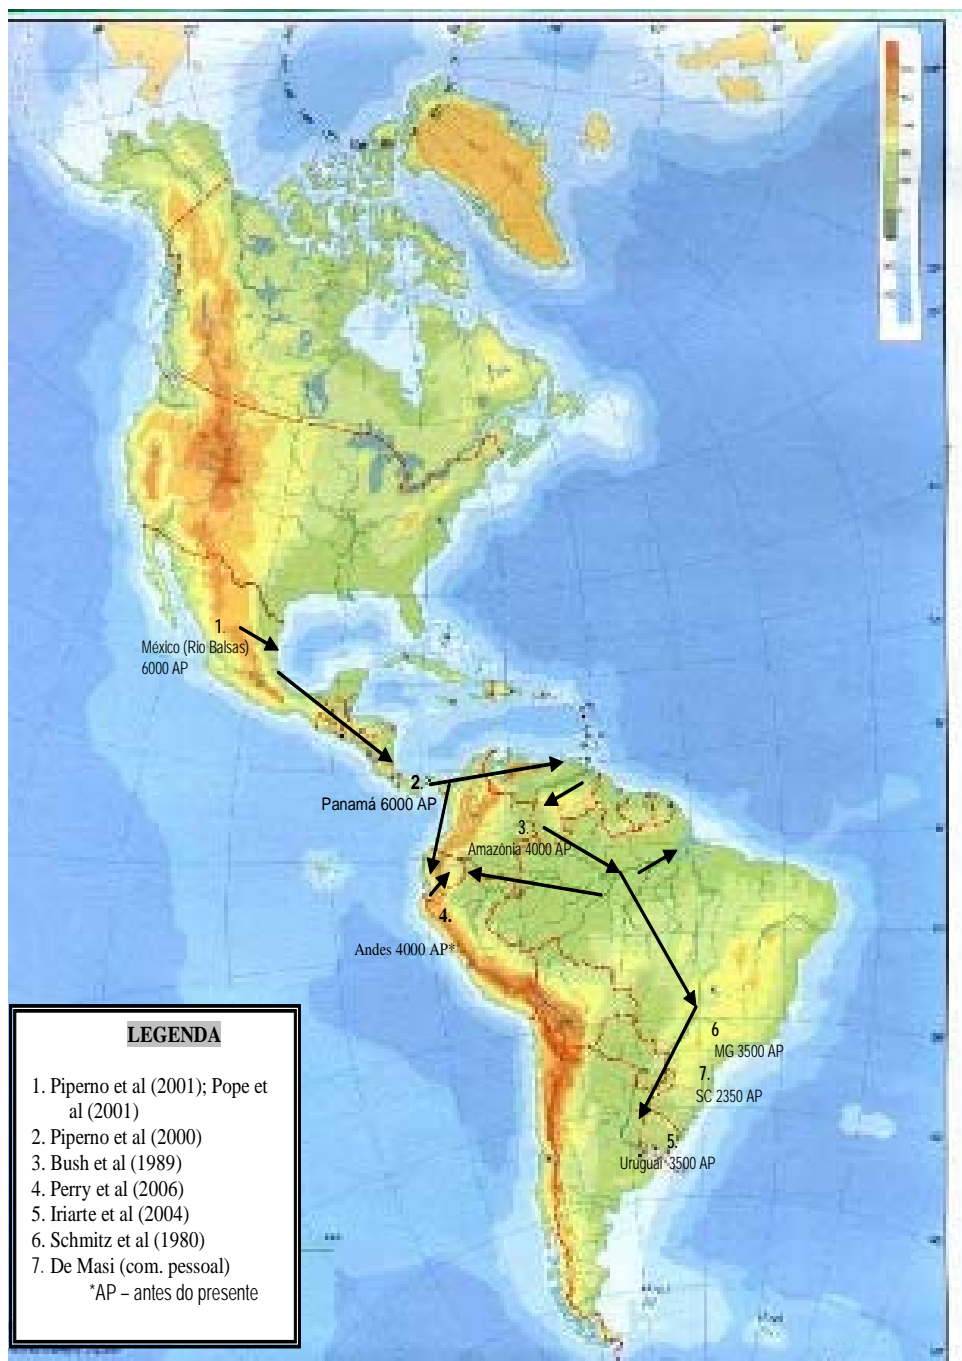 1.
México (Rio Balsas)
6000 AP
2.
Panamá 6000 AP
3.
Amazônia 4000 AP
4.
Andes 4000 AP*
6
MG 3500 AP
7.
SC 2350 AP
5.
Uruguai 3500 AP
LEGENDA
1. Piperno et al (2001); Pope et
al (2001)
2. Piperno et al (2000)
3. Bush et al (1989)
4. Perry et al (2006)
5. Iriarte et al (2004)
6. Schmitz et al (1980)
7. De Masi (com. pessoal)
*AP – antes do presente